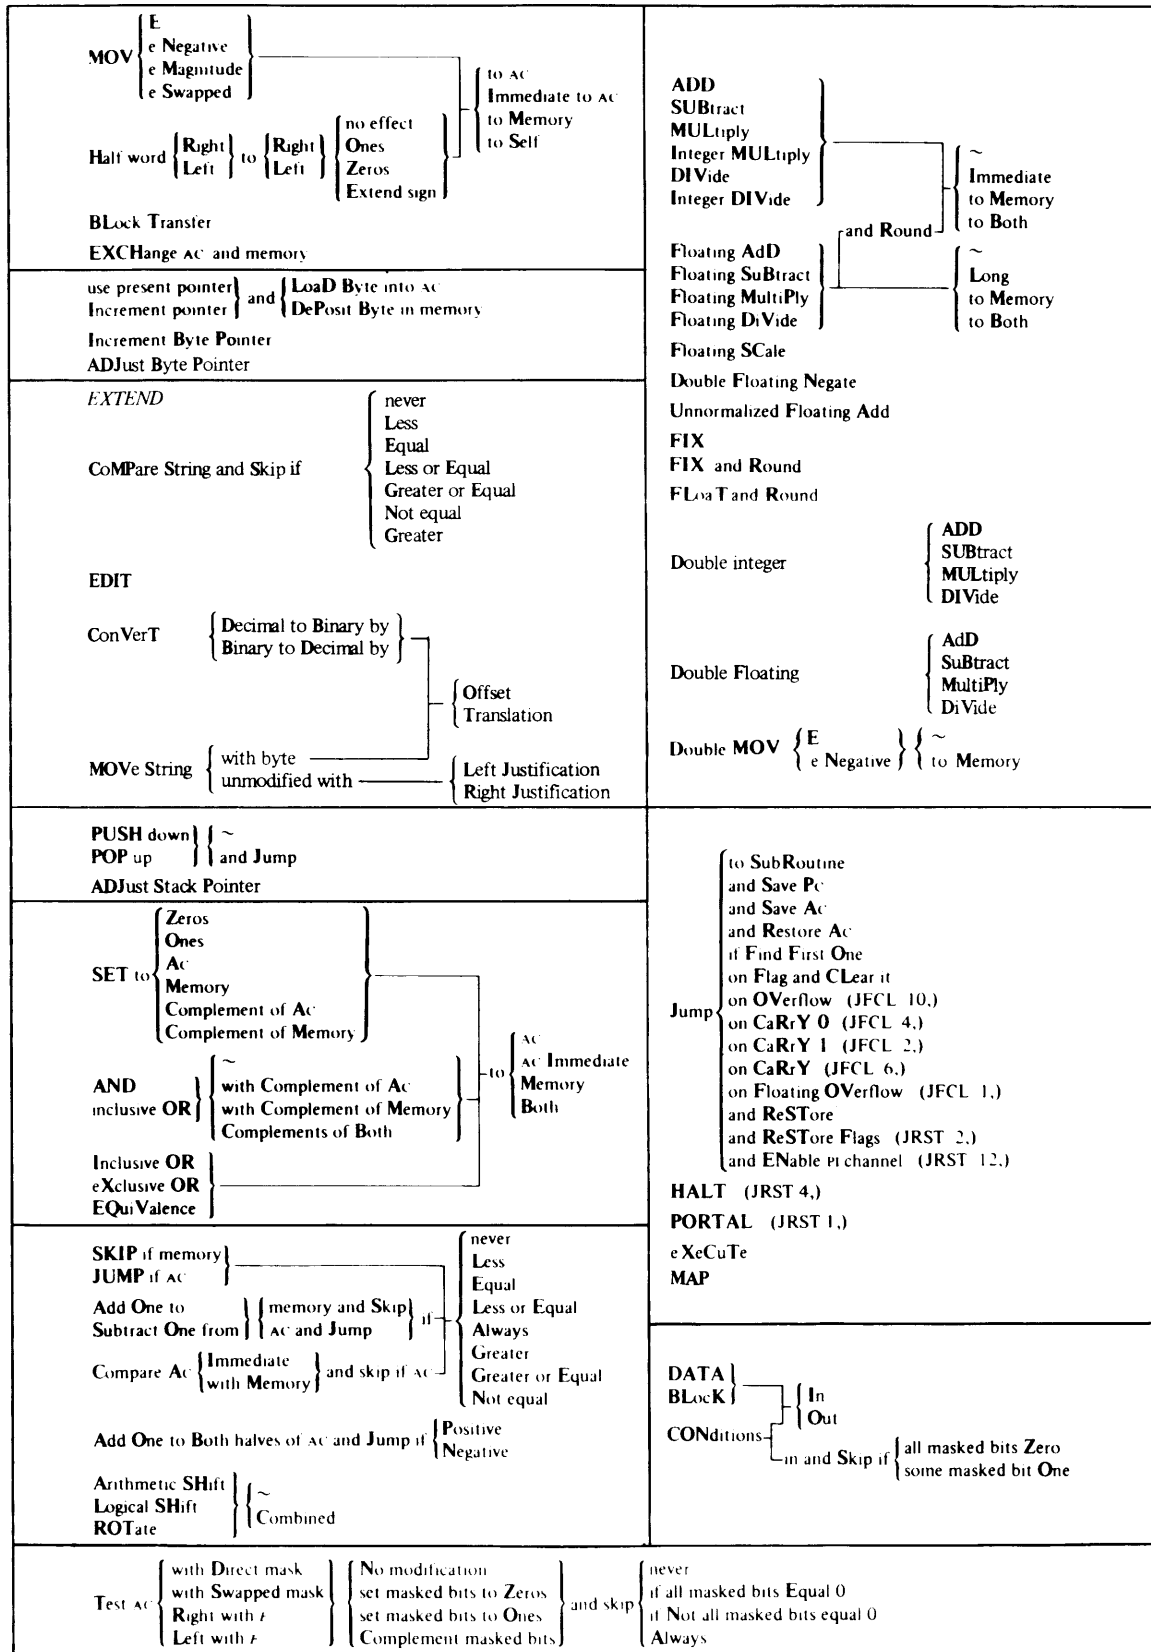 MOV
E
e Negative
e Magnitude
e Swapped
to AC
Immediate to AC
to Memory
to Self
Half word
Right
Left
to
Right
Left
no effect
Ones
Zeros
Extend sign
BLock Transfer
EXCHange AC and memory
use present pointer
Increment pointer
and
LoaD Byte into AC
DePosit Byte in memory
Increment Byte Pointer
ADJust Byte Pointer
EXTEND
CoMPare String and Skip if
never
Less
Equal
Less or Equal
Greater or Equal
Not equal
Greater
EDIT
ConVerT
Decimal to Binary by
Binary to Decimal by
Offset
Translation
MOVe String
with byte
unmodified with
Left Justification
Right Justification
PUSH down
POP up
~
and Jump
ADJust Stack Pointer
SET to
Zeros
Ones
Ac
Memory
Complement of Ac
Complement of Memory
AND
inclusive OR
~
with Complement of Ac
with Complement of Memory
Complements of Both
to
AC
AC Immediate
Memory
Both
Inclusive OR
eXclusive OR
EQuiValence
SKIP if memory
JUMP if AC
Add One to
Subtract One from
memory and Skip
AC and Jump
if
never
Less
Equal
Less or Equal
Always
Greater
Greater or Equal
Not equal
Compare Ac
Immediate
with Memory
and skip if AC
Add One to Both halves of AC and Jump if
Positive
Negative
Arithmetic SHift
Logical SHift
ROTate
~
Combined
ADD
SUBtract
MULtiply
Integer MULtiply
DIVide
Integer DIVide
~
Immediate
to Memory
to Both
and Round
Floating AdD
Floating SuBtract
Floating MultiPly
Floating DiVide
~
Long
to Memory
to Both
Floating SCale
Double Floating Negate
Unnormalized Floating Add
FIX
FIX and Round
FLoaT and Round
Double integer
ADD
SUBtract
MULtiply
DIVide
Double Floating
AdD
SuBtract
MultiPly
DiVide
Double MOV
E
e Negative
~
to Memory
Jump
to SubRoutine
and Save Pc
and Save Ac
and Restore Ac
if Find First One
on Flag and CLear it
on OVerflow (JFCL 10,)
on CaRrY 0 (JFCL 4,)
on CaRrY 1 (JFCL 2,)
on CaRrY (JFCL 6,)
on Floating OVerflow (JFCL 1,)
and ReSTore
and ReSTore Flags (JRST 2,)
and ENable PI channel (JRST 12,)
HALT (JRST 4,)
PORTAL (JRST 1,)
eXeCuTe
MAP
DATA
BLocK
In
Out
CONditions
in and Skip if
all masked bits Zero
some masked bit One
Test AC
with Direct mask
with Swapped mask
Right with E
Left with E
No modification
set masked bits to Zeros
set masked bits to Ones
Complement masked bits
and skip
never
if all masked bits Equal 0
if Not all masked bits equal 0
Always